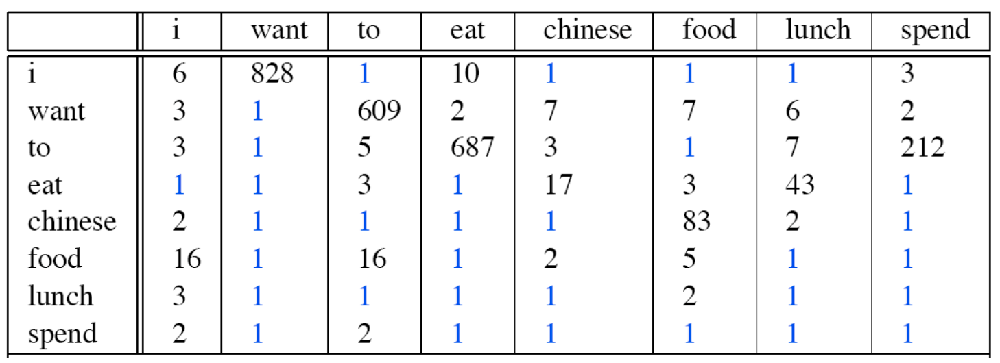 i want to eat chinese food lunch spend
i 6 828 1 10 1 1 1 3
want 3 1 609 2 7 7 6 2
to 3 1 5 687 3 1 7 212
eat 1 1 3 1 17 3 43 1
chinese 2 1 1 1 1 83 2 1
food 16 1 16 1 2 5 1 1
lunch 3 1 1 1 1 2 1 1
spend 2 1 2 1 1 1 1 1